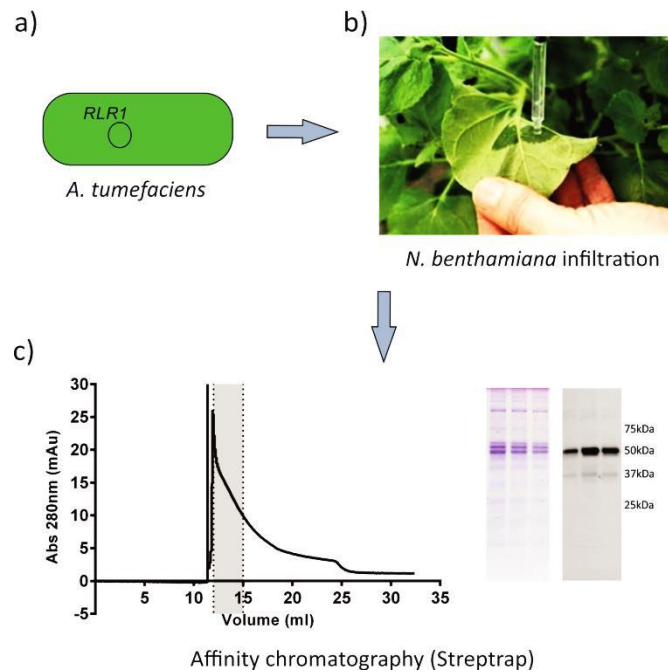 a)
RLR1
A. tumefaciens
b)
N. benthamiana infiltration
c)
Abs 280nm (mAu)
30
25
20
15
10
5
0
-5
5
10
15
20
25
30
35
Volume (ml)
75kDa
50kDa
37kDa
25kDa
Affinity chromatography (Streptrap)